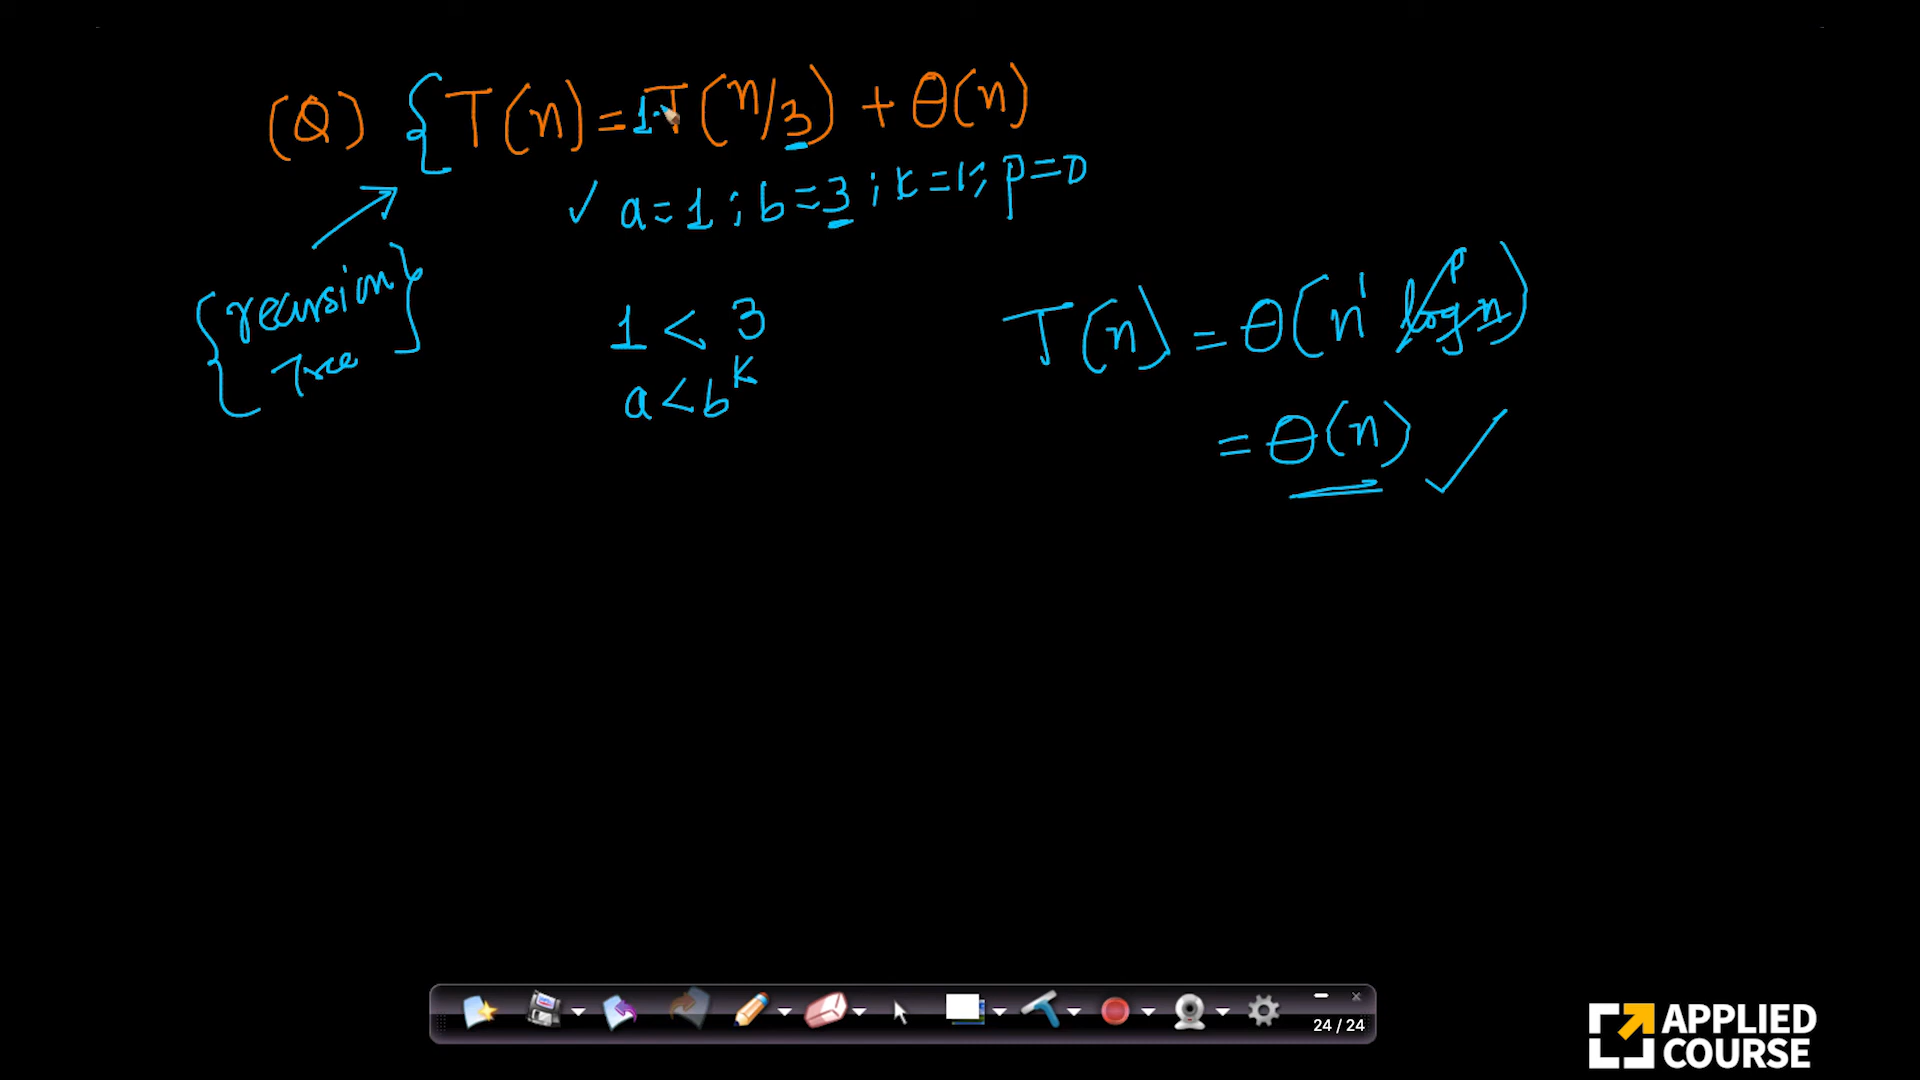 (Q) { T(n) = 1·T(n/3) + θ(n)
✓ a=1 ; b=3 ; k=1 ; p=0
{recursion
Tree}
1 < 3
a < b^k
T(n) = θ(n^1 log^p n)
= θ(n) ✓
24 / 24
APPLIED
COURSE